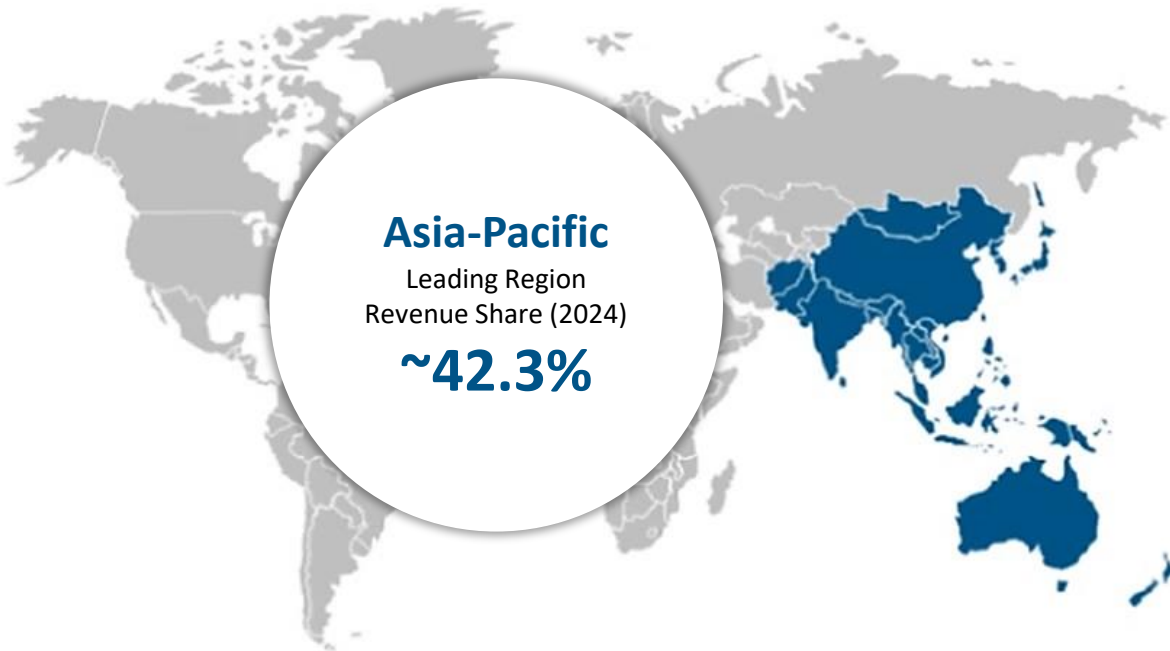 Asia-Pacific
Leading Region
Revenue Share (2024)
~42.3%